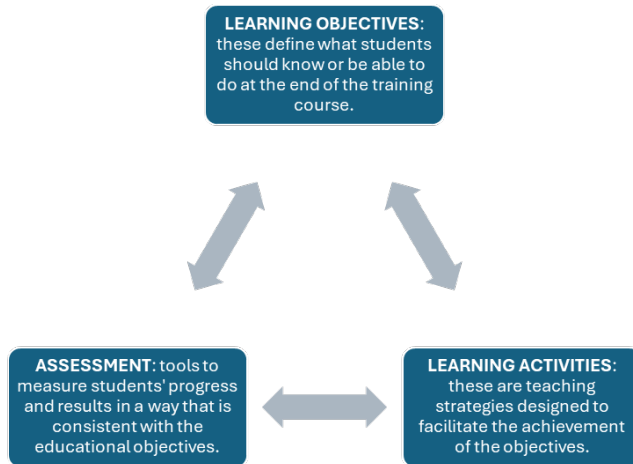 LEARNING OBJECTIVES:
these define what students
should know or be able to
do at the end of the training
course.
ASSESSMENT: tools to
measure students' progress
and results in a way that is
consistent with the
educational objectives.
LEARNING ACTIVITIES:
these are teaching
strategies designed to
facilitate the achievement
of the objectives.